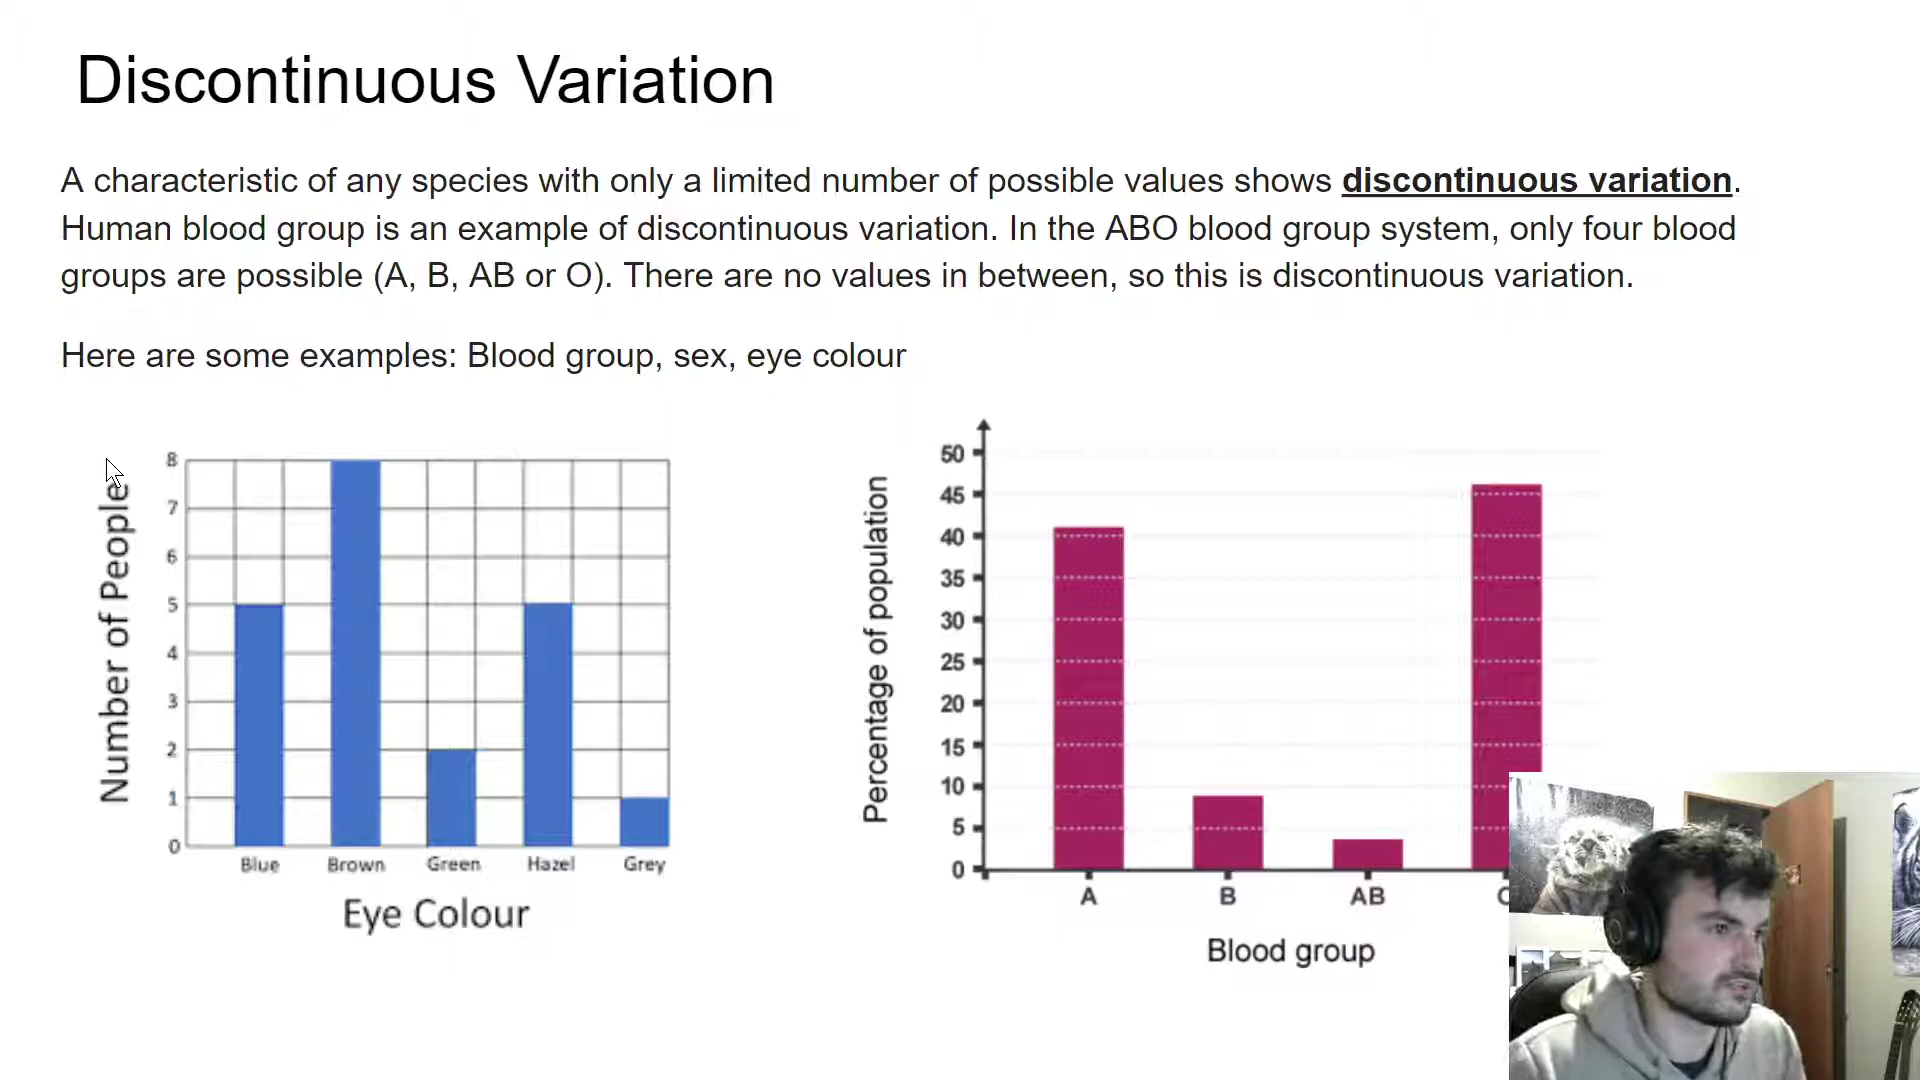 Discontinuous Variation
A characteristic of any species with only a limited number of possible values shows discontinuous variation.
Human blood group is an example of discontinuous variation. In the ABO blood group system, only four blood
groups are possible (A, B, AB or O). There are no values in between, so this is discontinuous variation.
Here are some examples: Blood group, sex, eye colour
Number of People
8
7
6
5
4
3
2
1
0
Blue Brown Green Hazel Grey
Eye Colour
Percentage of population
50
45
40
35
30
25
20
15
10
5
0
A B AB
Blood group